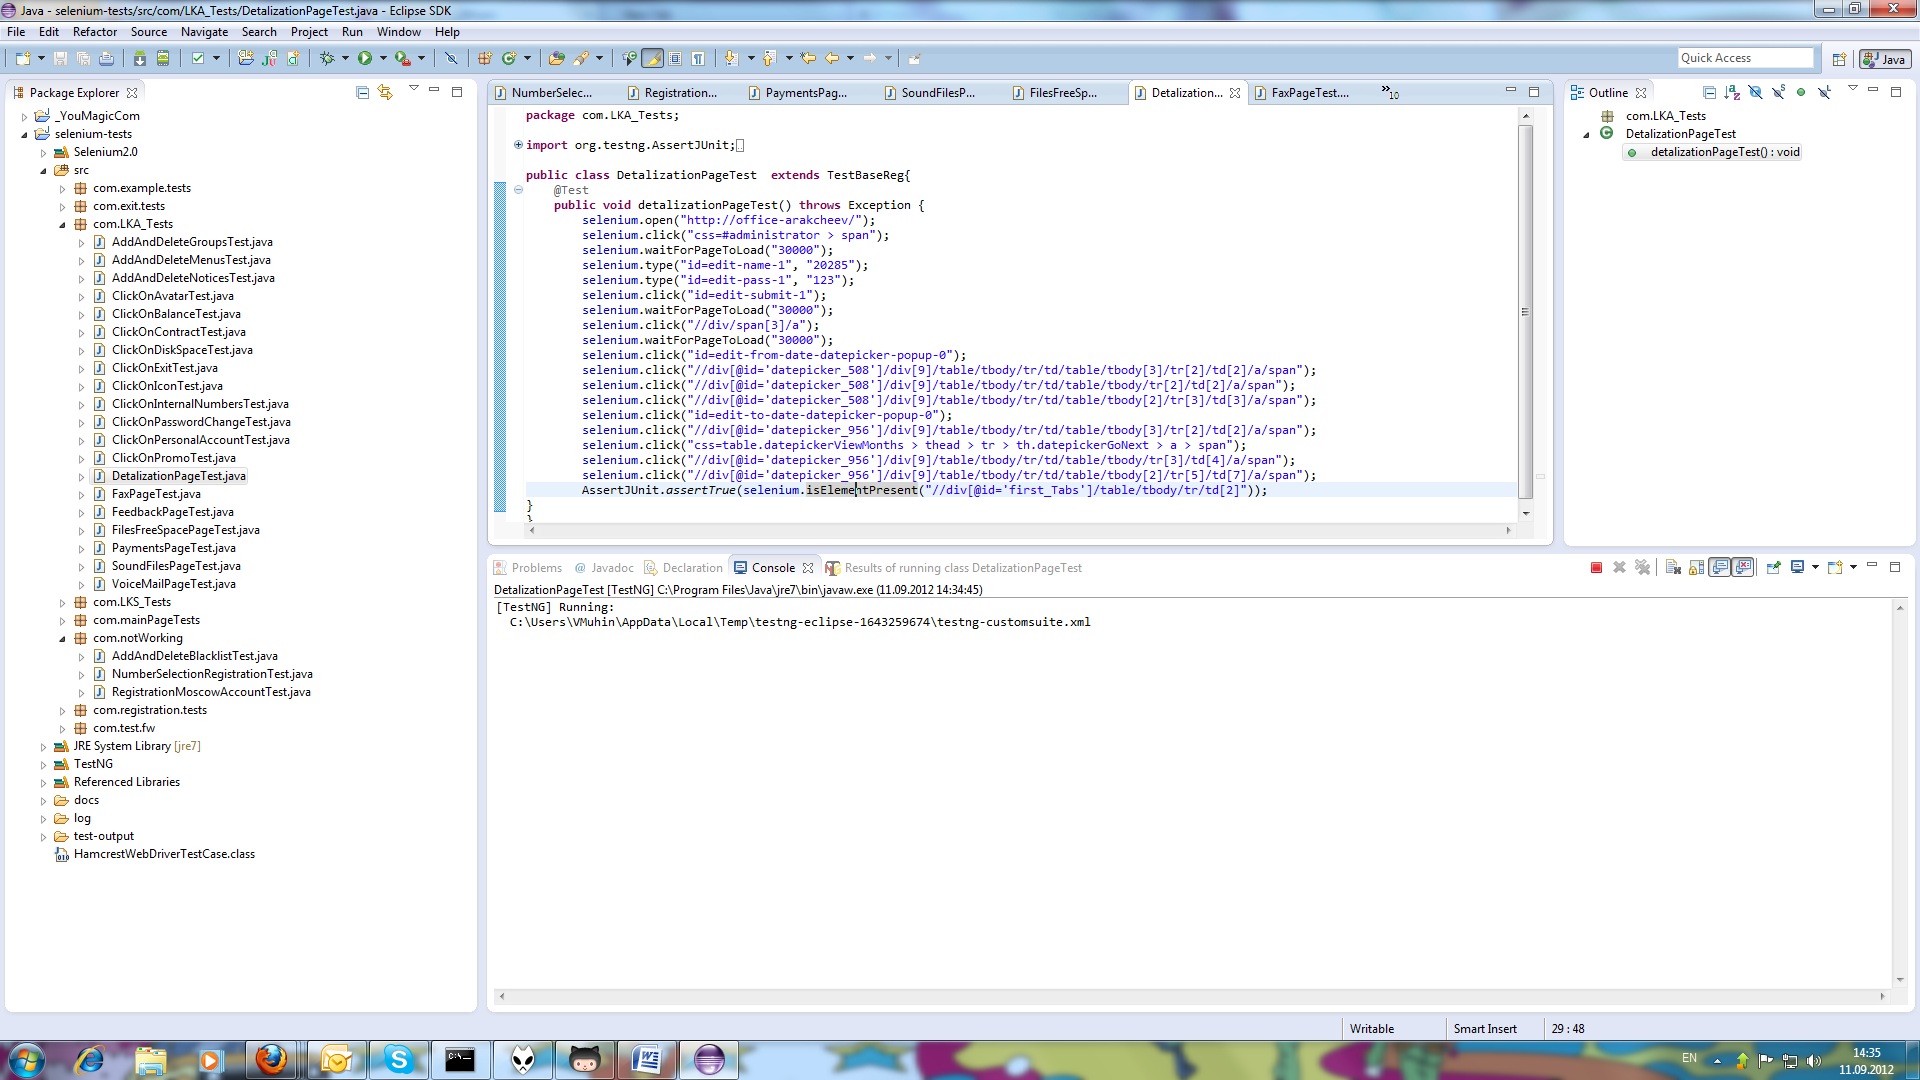 Java - selenium-tests/src/com/LKA_Tests/DetalizationPageTest.java - Eclipse SDK
File Edit Refactor Source Navigate Search Project Run Window Help
Quick Access
Java
Package Explorer
_YouMagicCom
selenium-tests
Selenium2.0
src
com.example.tests
com.exit.tests
com.LKA_Tests
AddAndDeleteGroupsTest.java
AddAndDeleteMenusTest.java
AddAndDeleteNoticesTest.java
ClickOnAvatarTest.java
ClickOnBalanceTest.java
ClickOnContractTest.java
ClickOnDiskSpaceTest.java
ClickOnExitTest.java
ClickOnIconTest.java
ClickOnInternalNumbersTest.java
ClickOnPasswordChangeTest.java
ClickOnPersonalAccountTest.java
ClickOnPromoTest.java
DetalizationPageTest.java
FaxPageTest.java
FeedbackPageTest.java
FilesFreeSpacePageTest.java
PaymentsPageTest.java
SoundFilesPageTest.java
VoiceMailPageTest.java
com.LKS_Tests
com.mainPageTests
com.notWorking
AddAndDeleteBlacklistTest.java
NumberSelectionRegistrationTest.java
RegistrationMoscowAccountTest.java
com.registration.tests
com.test.fw
JRE System Library [jre7]
TestNG
Referenced Libraries
docs
log
test-output
HamcrestWebDriverTestCase.class
NumberSelec... Registration... PaymentsPag... SoundFilesP... FilesFreeSp... Detalization... FaxPageTest.... »10
package com.LKA_Tests;
import org.testng.AssertJUnit;
public class DetalizationPageTest  extends TestBaseReg{
@Test
public void detalizationPageTest() throws Exception {
selenium.open("http://office-arakcheev/");
selenium.click("css=#administrator > span");
selenium.waitForPageToLoad("30000");
selenium.type("id=edit-name-1", "20285");
selenium.type("id=edit-pass-1", "123");
selenium.click("id=edit-submit-1");
selenium.waitForPageToLoad("30000");
selenium.click("//div/span[3]/a");
selenium.waitForPageToLoad("30000");
selenium.click("id=edit-from-date-datepicker-popup-0");
selenium.click("//div[@id='datepicker_508']/div[9]/table/tbody/tr/td/table/tbody[3]/tr[2]/td[2]/a/span");
selenium.click("//div[@id='datepicker_508']/div[9]/table/tbody/tr/td/table/tbody/tr[2]/td[2]/a/span");
selenium.click("//div[@id='datepicker_508']/div[9]/table/tbody/tr/td/table/tbody[2]/tr[3]/td[3]/a/span");
selenium.click("id=edit-to-date-datepicker-popup-0");
selenium.click("//div[@id='datepicker_956']/div[9]/table/tbody/tr/td/table/tbody[3]/tr[2]/td[2]/a/span");
selenium.click("css=table.datepickerViewMonths > thead > tr > th.datepickerGoNext > a > span");
selenium.click("//div[@id='datepicker_956']/div[9]/table/tbody/tr/td/table/tbody/tr[3]/td[4]/a/span");
selenium.click("//div[@id='datepicker_956']/div[9]/table/tbody/tr/td/table/tbody[2]/tr[5]/td[7]/a/span");
AssertJUnit.assertTrue(selenium.isElementPresent("//div[@id='first_Tabs']/table/tbody/tr/td[2]"));
}
}
Outline
com.LKA_Tests
DetalizationPageTest
detalizationPageTest() : void
Problems @ Javadoc Declaration Console Results of running class DetalizationPageTest
DetalizationPageTest [TestNG] C:\Program Files\Java\jre7\bin\javaw.exe (11.09.2012 14:34:45)
[TestNG] Running:
C:\Users\VMuhin\AppData\Local\Temp\testng-eclipse-1643259674\testng-customsuite.xml
Writable Smart Insert 29 : 48
EN
14:35
11.09.2012